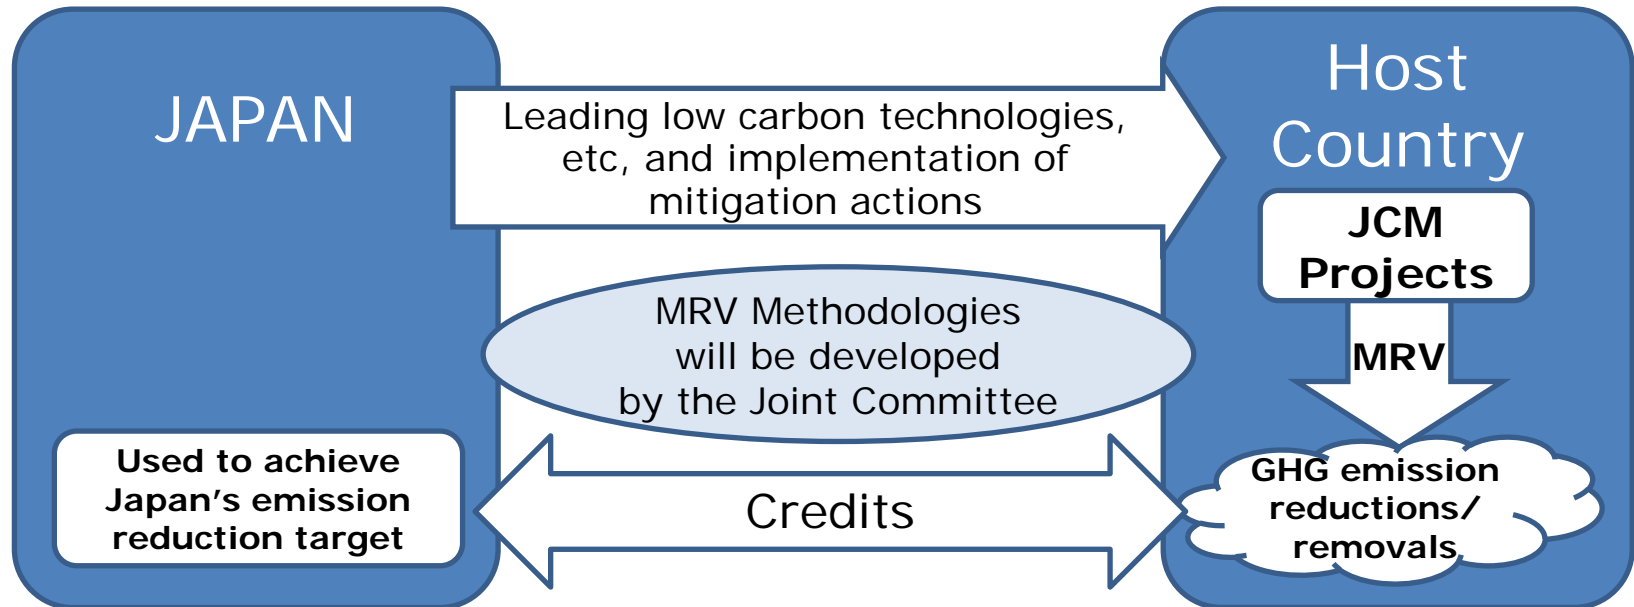 JAPAN
Leading low carbon technologies,
etc, and implementation of
mitigation actions
Host
Country
JCM
Projects
MRV Methodologies
will be developed
by the Joint Committee
MRV
Used to achieve
Japan's emission
reduction target
Credits
GHG emission
reductions/
removals